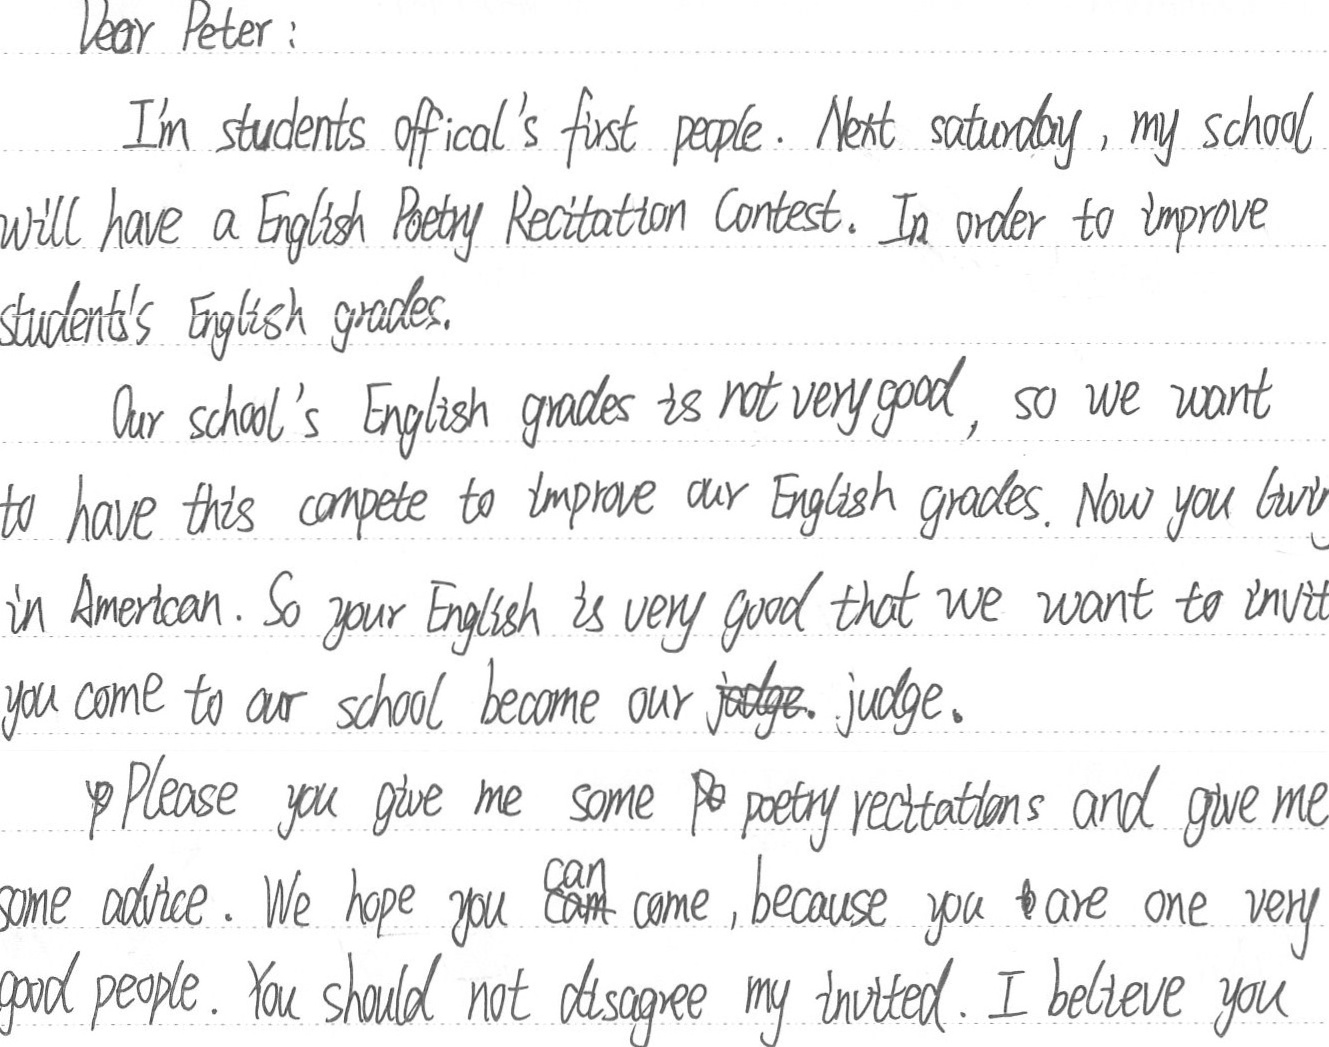 Dear Peter:
I'm students offical's first people. Next saturday, my school
will have a English Poetry Recitation Contest. In order to improve
student's English grades.
Our school's English grades is not very good, so we want
to have this compete to improve our English grades. Now you
in American. So your English is very good that we want to invit
you come to our school become our judge. judge.
Please you give me some Po poetry recitations and give me
some advice. We hope you can come, because you are one very
good people. You should not disagree my invited. I believe you